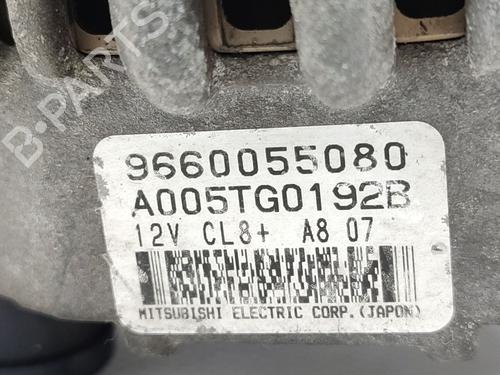 B-PARTS
9660055080
A005TG0192B
12V CL8+ A8 07
MITSUBISHI ELECTRIC CORP.(JAPON)